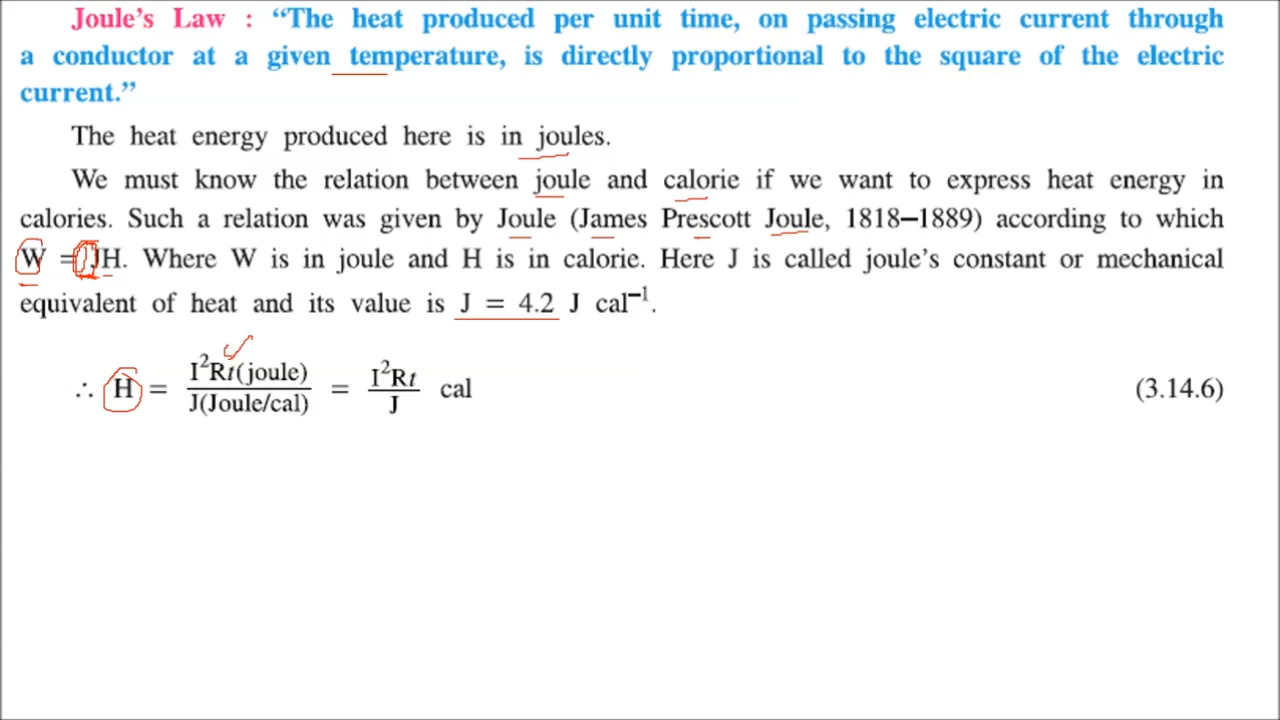 Joule's Law : “The heat produced per unit time, on passing electric current through
a conductor at a given temperature, is directly proportional to the square of the electric
current.”
The heat energy produced here is in joules.
We must know the relation between joule and calorie if we want to express heat energy in
calories. Such a relation was given by Joule (James Prescott Joule, 1818–1889) according to which
W = JH. Where W is in joule and H is in calorie. Here J is called joule's constant or mechanical
equivalent of heat and its value is J = 4.2 J cal⁻¹.
∴ H = I²Rt(joule) / J(Joule/cal) = I²Rt / J cal (3.14.6)